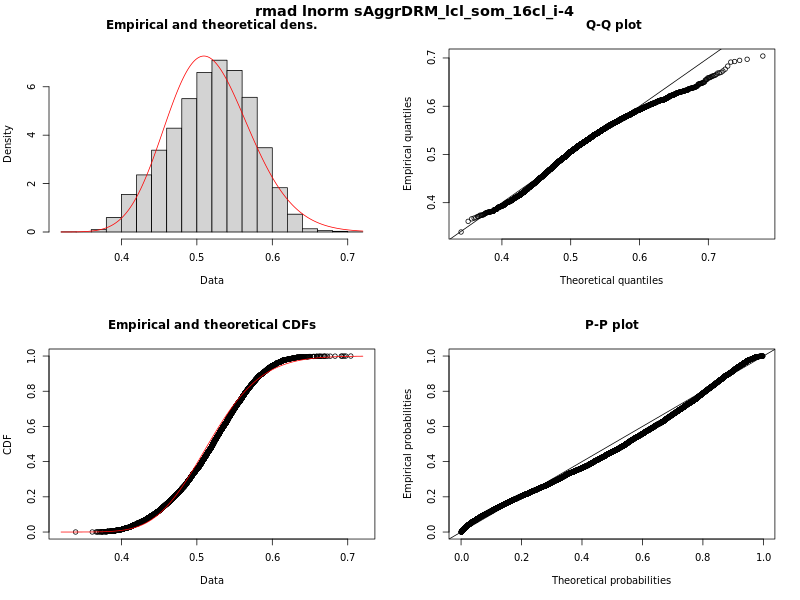 rmad lnorm sAggrDRM_lcl_som_16cl_i-4
Empirical and theoretical dens.
Density
0 2 4 6
0.4 0.5 0.6 0.7
Data
Q-Q plot
Empirical quantiles
0.4 0.5 0.6 0.7
0.4 0.5 0.6 0.7
Theoretical quantiles
Empirical and theoretical CDFs
CDF
0.0 0.2 0.4 0.6 0.8 1.0
0.4 0.5 0.6 0.7
Data
P-P plot
Empirical probabilities
0.0 0.2 0.4 0.6 0.8 1.0
0.0 0.2 0.4 0.6 0.8 1.0
Theoretical probabilities